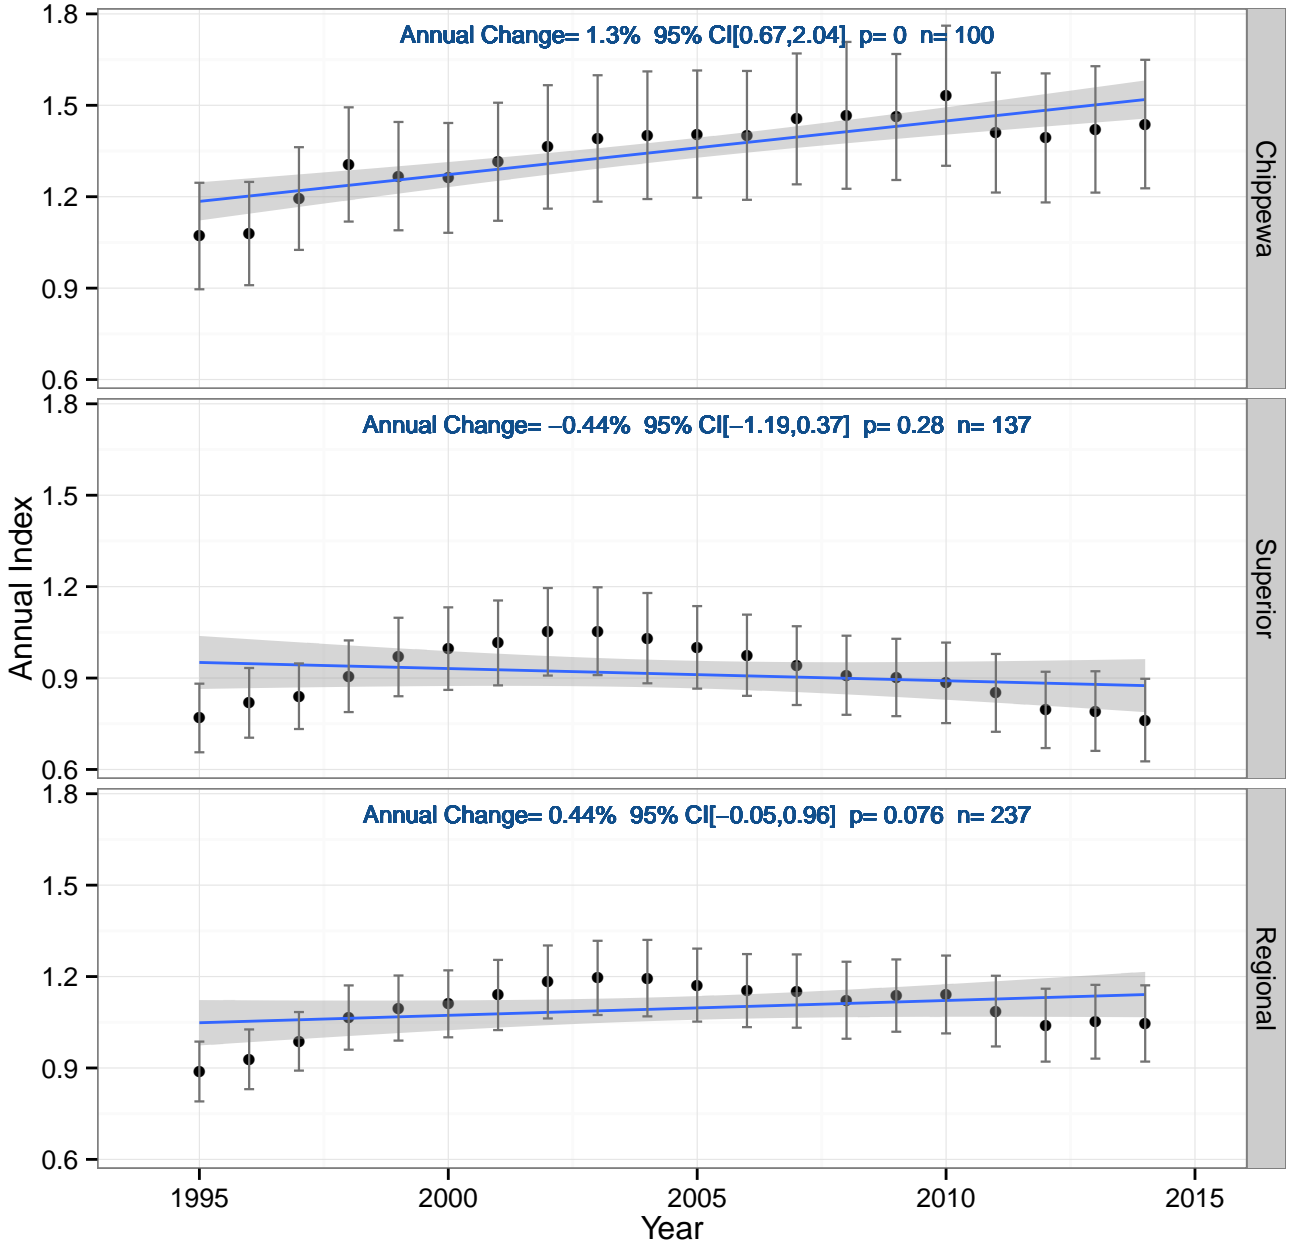 Annual Change= 1.3%  95% CI[0.67,2.04]  p= 0  n= 100
1.8
1.5
1.2
0.9
0.6
Chippewa
Annual Change= −0.44%  95% CI[−1.19,0.37]  p= 0.28  n= 137
1.8
1.5
1.2
0.9
0.6
Superior
Annual Index
Annual Change= 0.44%  95% CI[−0.05,0.96]  p= 0.076  n= 237
1.8
1.5
1.2
0.9
0.6
Regional
1995 2000 2005 2010 2015
Year